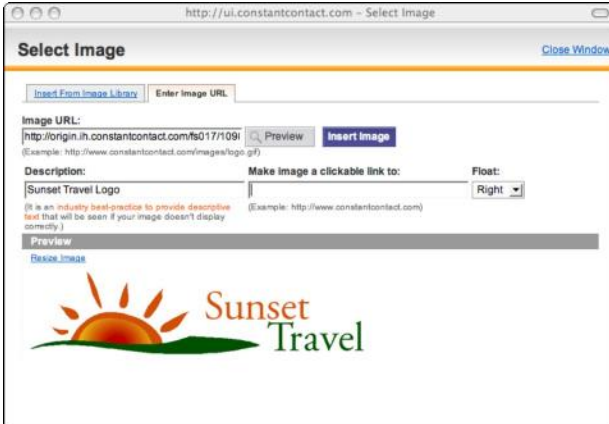 http://ui.constantcontact.com – Select Image
Select Image
Close Window
Insert From Image Library
Enter Image URL
Image URL:
http://origin.ih.constantcontact.com/fs017/109
Preview
Insert Image
(Example: http://www.constantcontact.com/images/logo.gif)
Description:
Make image a clickable link to:
Float:
Sunset Travel Logo
Right
(It is an industry best-practice to provide descriptive
text that will be seen if your image doesn't display
correctly.)
(Example: http://www.constantcontact.com)
Preview
Resize Image
Sunset
Travel